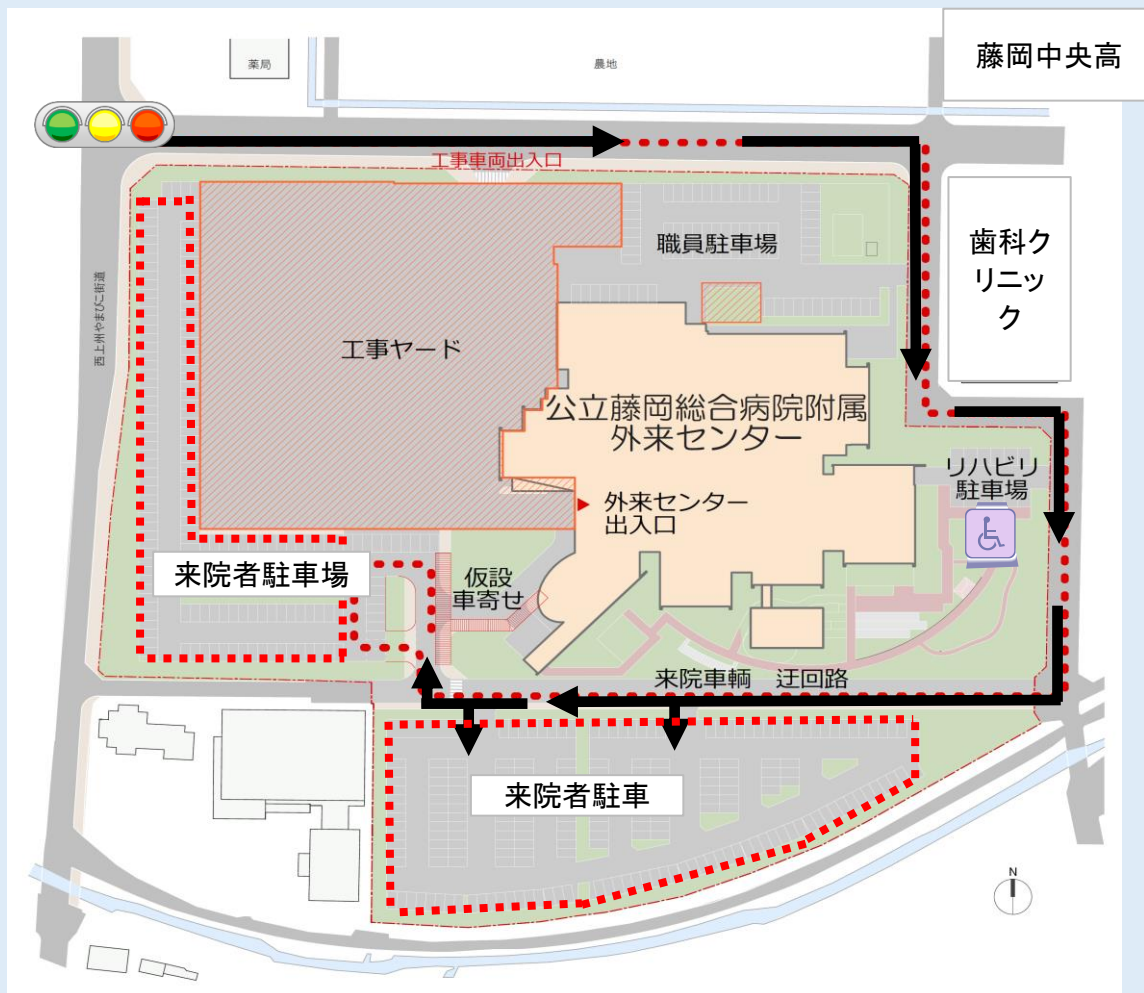 藤岡中央高
薬局
農地
工事車両出入口
職員駐車場
歯科ク
リニッ
ク
西上州やまびこ街道
工事ヤード
公立藤岡総合病院附属
外来センター
リハビリ
駐車場
外来センター
出入口
来院者駐車場
仮設
車寄せ
来院車輌 迂回路
来院者駐車
N